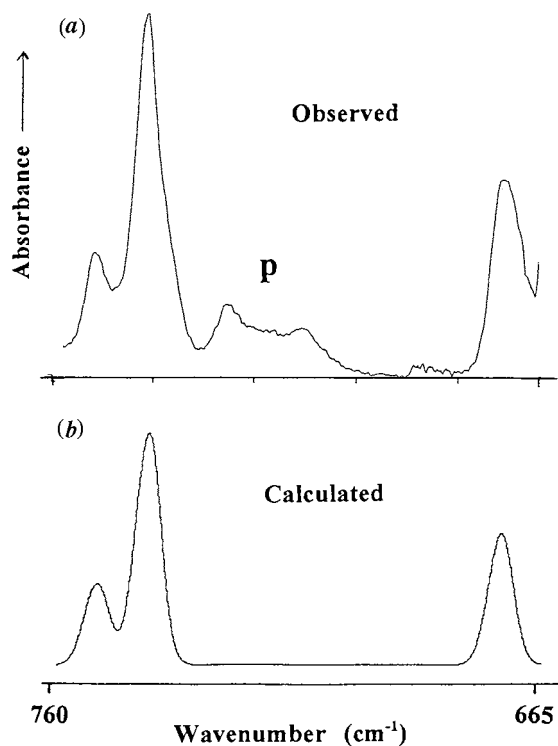 (a)
Observed
Absorbance →
p
(b)
Calculated
760 665
Wavenumber (cm⁻¹)